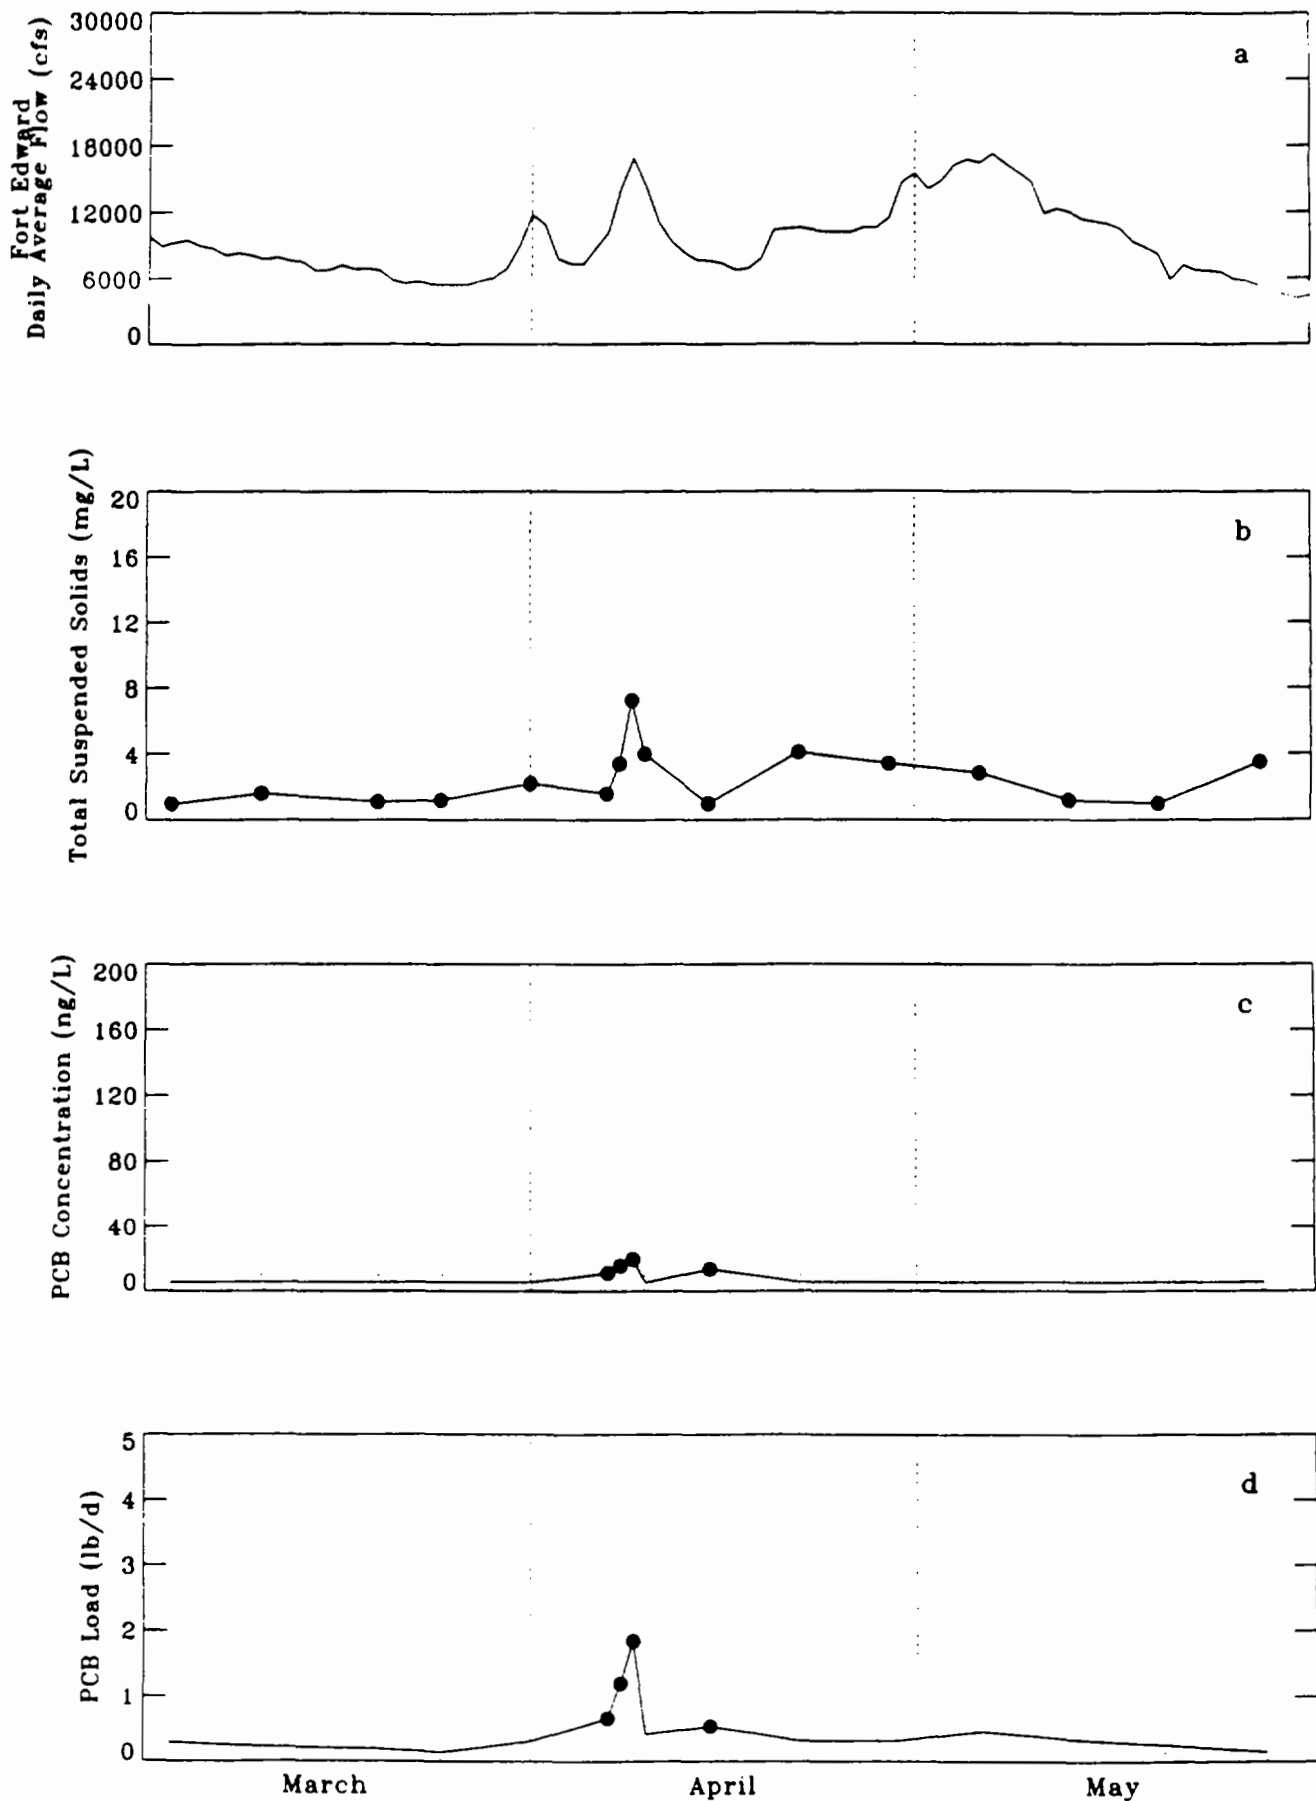 Fort Edward
Daily Average Flow (cfs)
30000
24000
18000
12000
6000
0
a
Total Suspended Solids (mg/L)
20
16
12
8
4
0
b
PCB Concentration (ng/L)
200
160
120
80
40
0
c
PCB Load (lb/d)
5
4
3
2
1
0
d
March April May